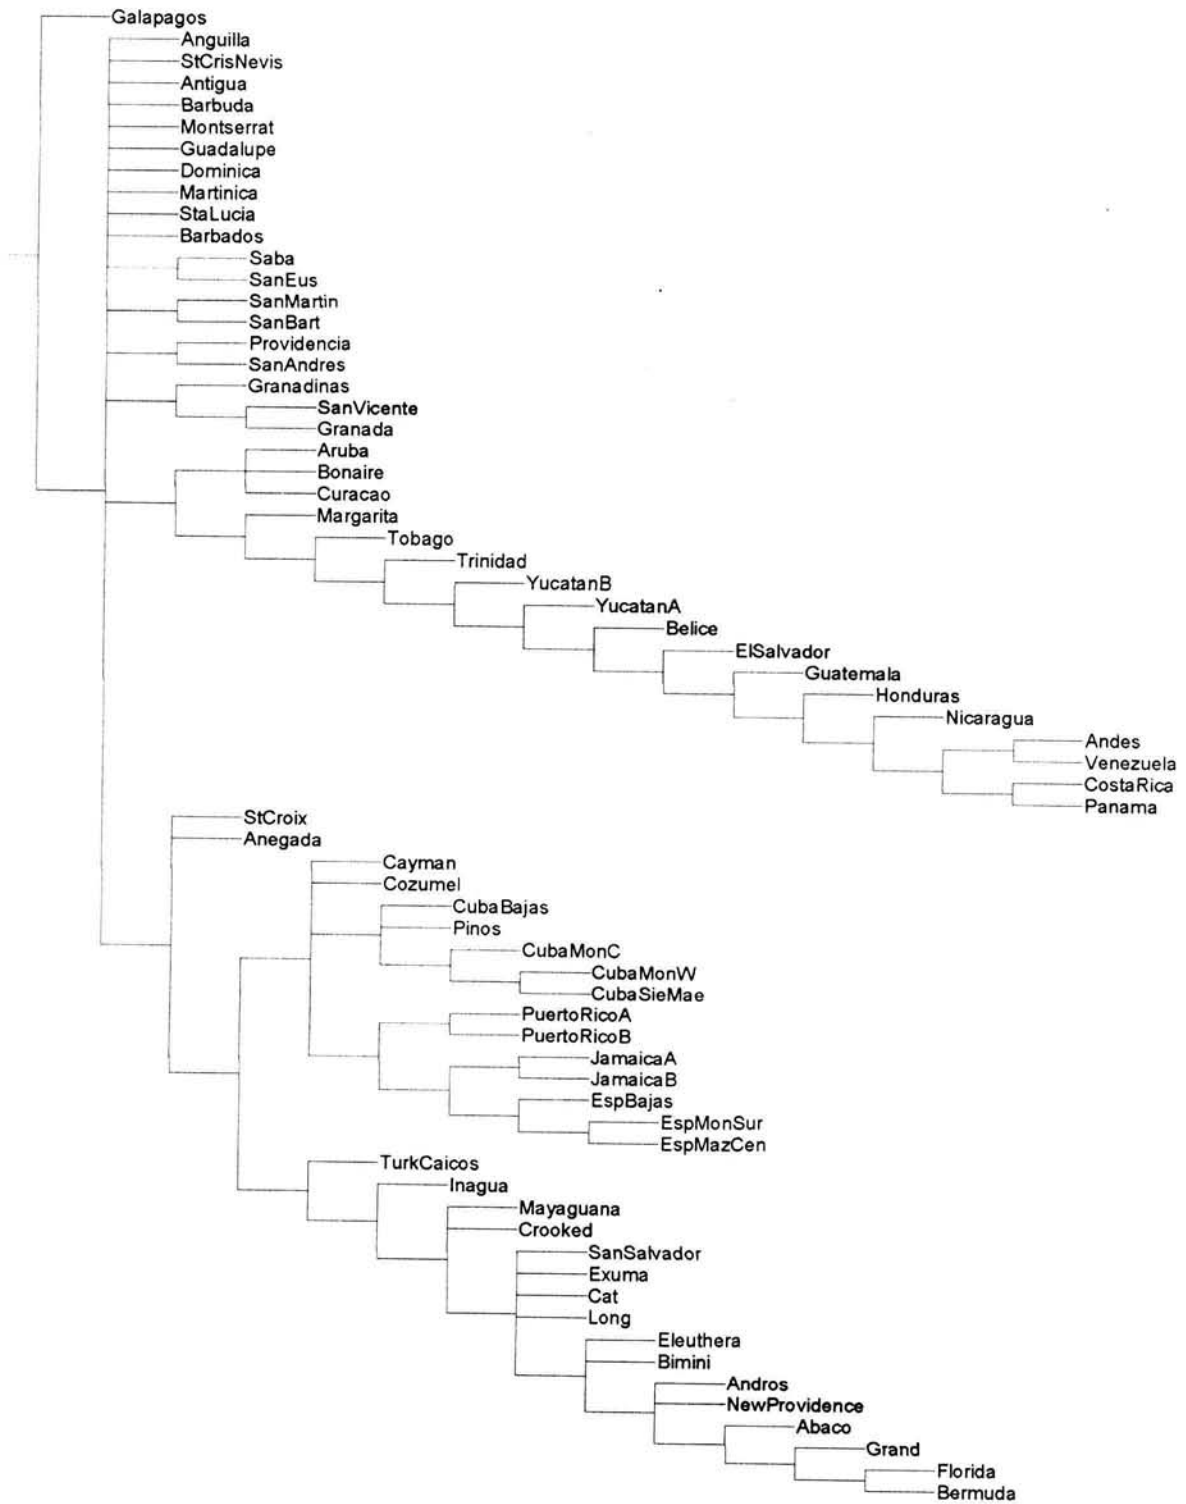 Galapagos
Anguilla
StCrisNevis
Antigua
Barbuda
Montserrat
Guadalupe
Dominica
Martinica
StaLucia
Barbados
Saba
SanEus
SanMartin
SanBart
Providencia
SanAndres
Granadinas
SanVicente
Granada
Aruba
Bonaire
Curacao
Margarita
Tobago
Trinidad
YucatanB
YucatanA
Belice
ElSalvador
Guatemala
Honduras
Nicaragua
Andes
Venezuela
CostaRica
Panama
StCroix
Anegada
Cayman
Cozumel
CubaBajas
Pinos
CubaMonC
CubaMonW
CubaSieMae
PuertoRicoA
PuertoRicoB
JamaicaA
JamaicaB
EspBajas
EspMonSur
EspMazCen
TurkCaicos
Inagua
Mayaguana
Crooked
SanSalvador
Exuma
Cat
Long
Eleuthera
Bimini
Andros
NewProvidence
Abaco
Grand
Florida
Bermuda